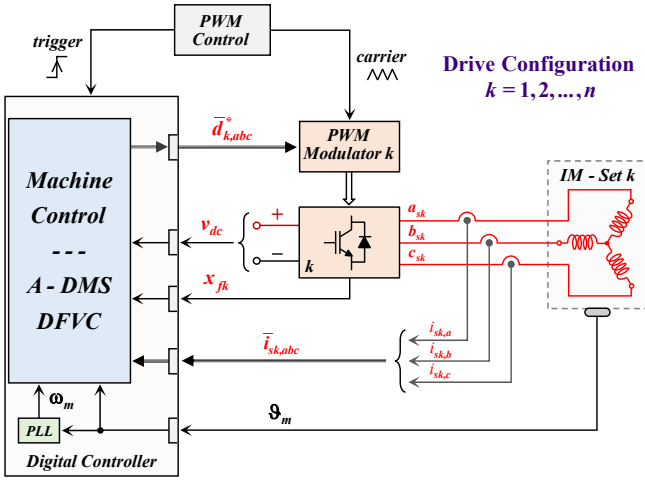 PWM
Control
trigger
carrier
Drive Configuration
k = 1,2,...,n
d̅*k,abc
PWM
Modulator k
IM - Set k
Machine
Control
- - -
A - DMS
DFVC
vdc
+
−
k
ask
bsk
csk
xfk
i̅sk,abc
isk,a
isk,b
isk,c
ωm
ϑm
PLL
Digital Controller